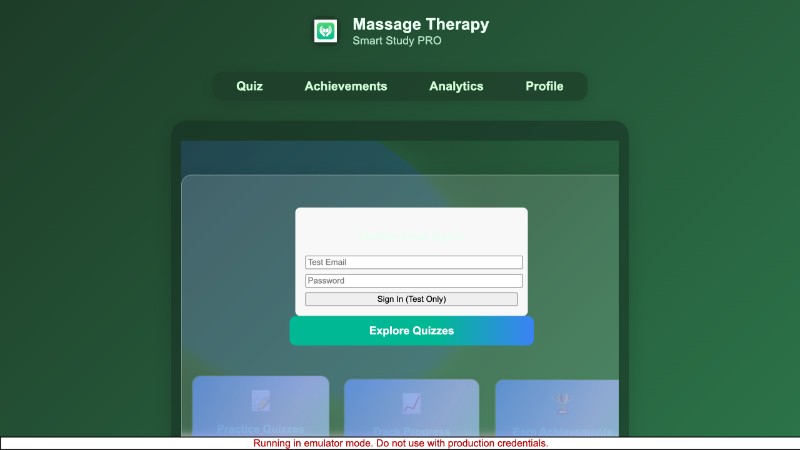 Massage Therapy
Smart Study PRO
Quiz Achievements Analytics Profile
Test Email
Password
Sign In (Test Only)
Explore Quizzes
Practice Quizzes Track Progress Earn Achievements
Running in emulator mode. Do not use with production credentials.